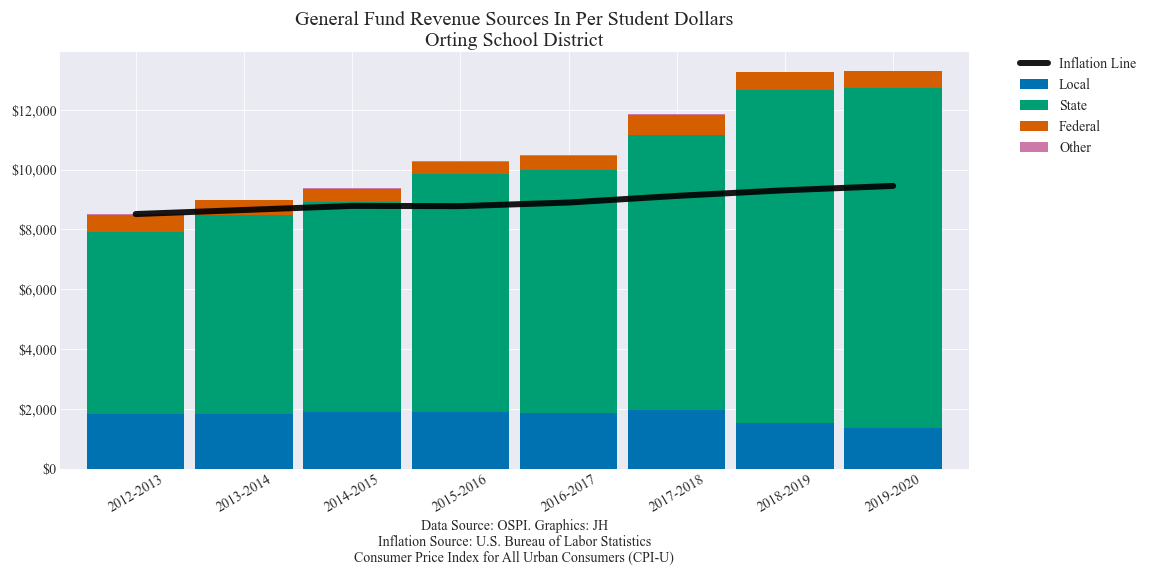 General Fund Revenue Sources In Per Student Dollars
Orting School District
Inflation Line
Local
State
Federal
Other
$12,000
$10,000
$8,000
$6,000
$4,000
$2,000
$0
2012-2013
2013-2014
2014-2015
2015-2016
2016-2017
2017-2018
2018-2019
2019-2020
Data Source: OSPI. Graphics: JH
Inflation Source: U.S. Bureau of Labor Statistics
Consumer Price Index for All Urban Consumers (CPI-U)